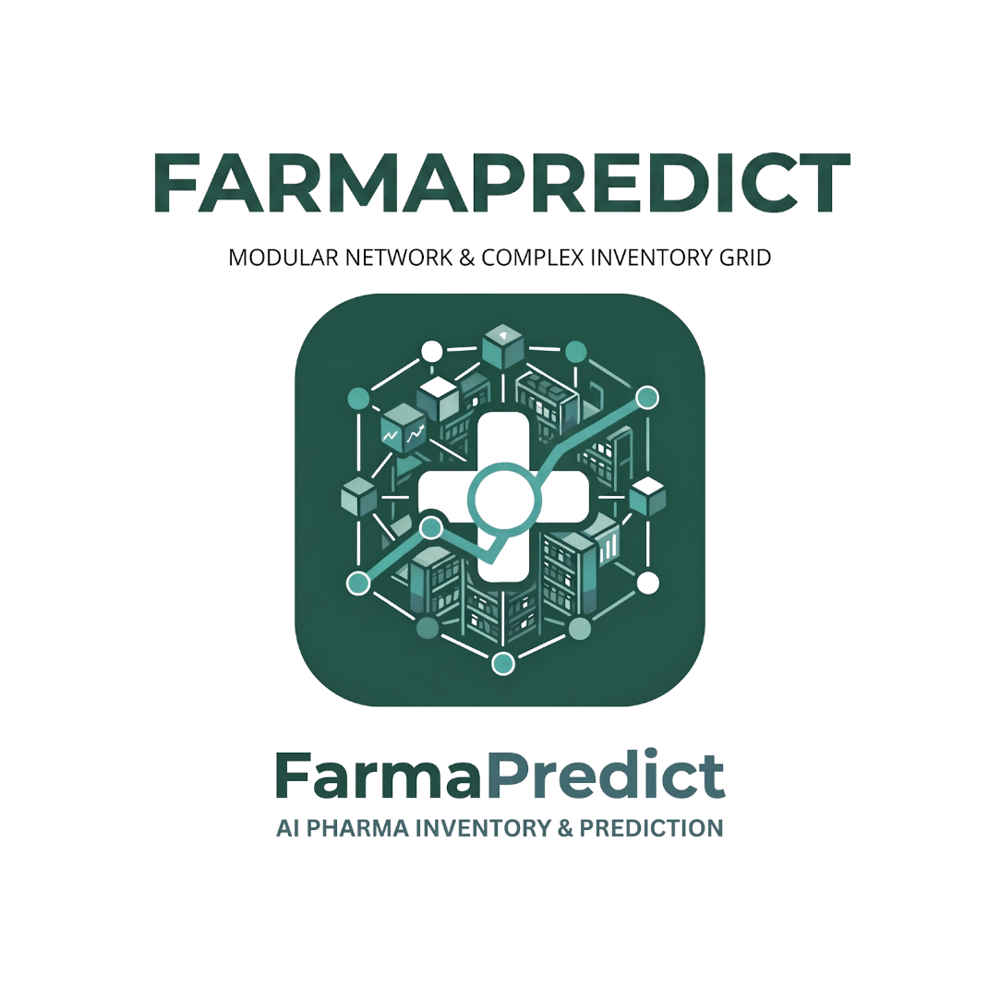 FARMAPREDICT
MODULAR NETWORK & COMPLEX INVENTORY GRID
FarmaPredict
AI PHARMA INVENTORY & PREDICTION